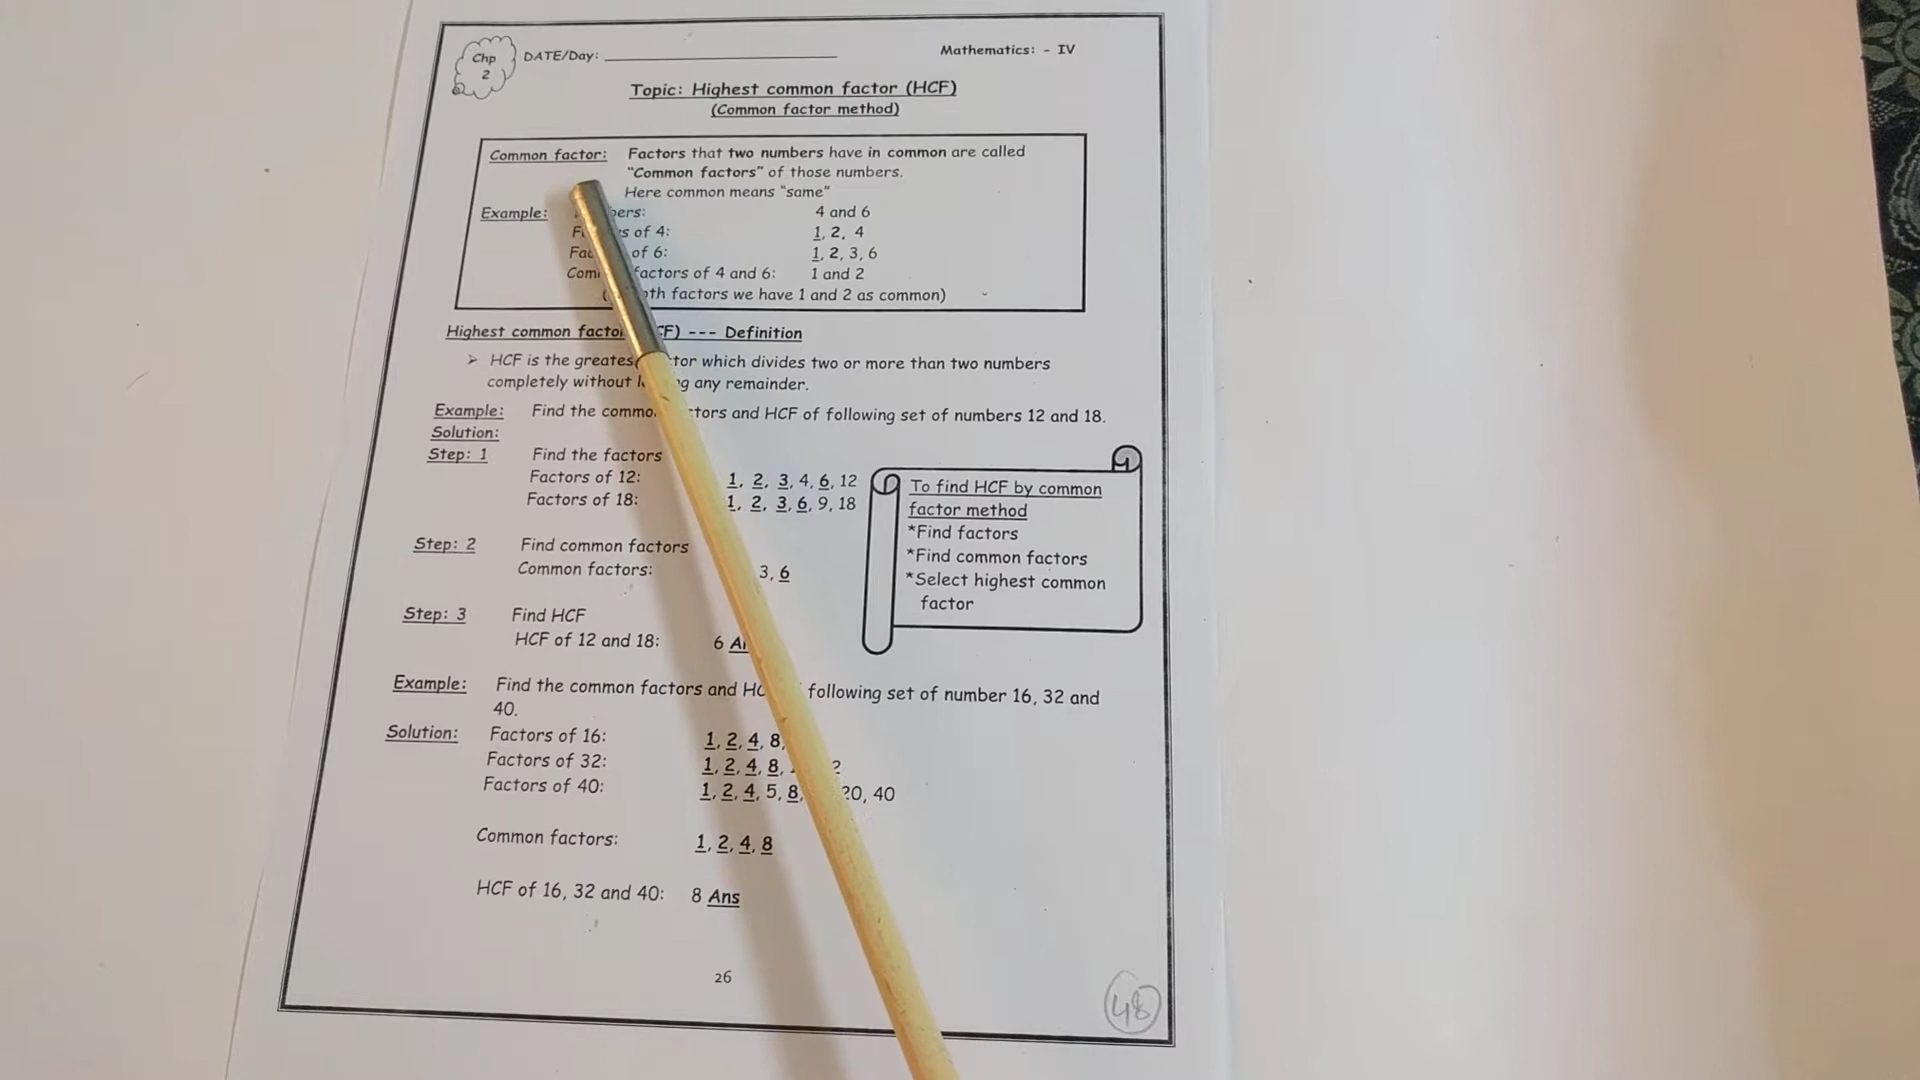 Chp
2
DATE/Day:
Mathematics: - IV
Topic: Highest common factor (HCF)
(Common factor method)
Common factor: Factors that two numbers have in common are called
"Common factors" of those numbers.
Here common means "same"
Example: 4 and 6
of 4: 1, 2, 4
of 6: 1, 2, 3, 6
factors of 4 and 6: 1 and 2
factors we have 1 and 2 as common)
Highest common --- Definition
➤ HCF is the which divides two or more than two numbers
completely without any remainder.
Example: Find the and HCF of following set of numbers 12 and 18.
Solution:
Step: 1 Find the factors
Factors of 12: 1, 2, 3, 4, 6, 12
Factors of 18: 1, 2, 3, 6, 9, 18
Step: 2 Find common factors
Common factors: 3, 6
Step: 3 Find HCF
HCF of 12 and 18: 6
To find HCF by common
factor method
*Find factors
*Find common factors
*Select highest common
factor
Example: Find the common factors and following set of number 16, 32 and
40.
Solution: Factors of 16: 1, 2, 4, 8,
Factors of 32: 1, 2, 4, 8,
Factors of 40: 1, 2, 4, 5, 8, 20, 40
Common factors: 1, 2, 4, 8
HCF of 16, 32 and 40: 8 Ans
26
48